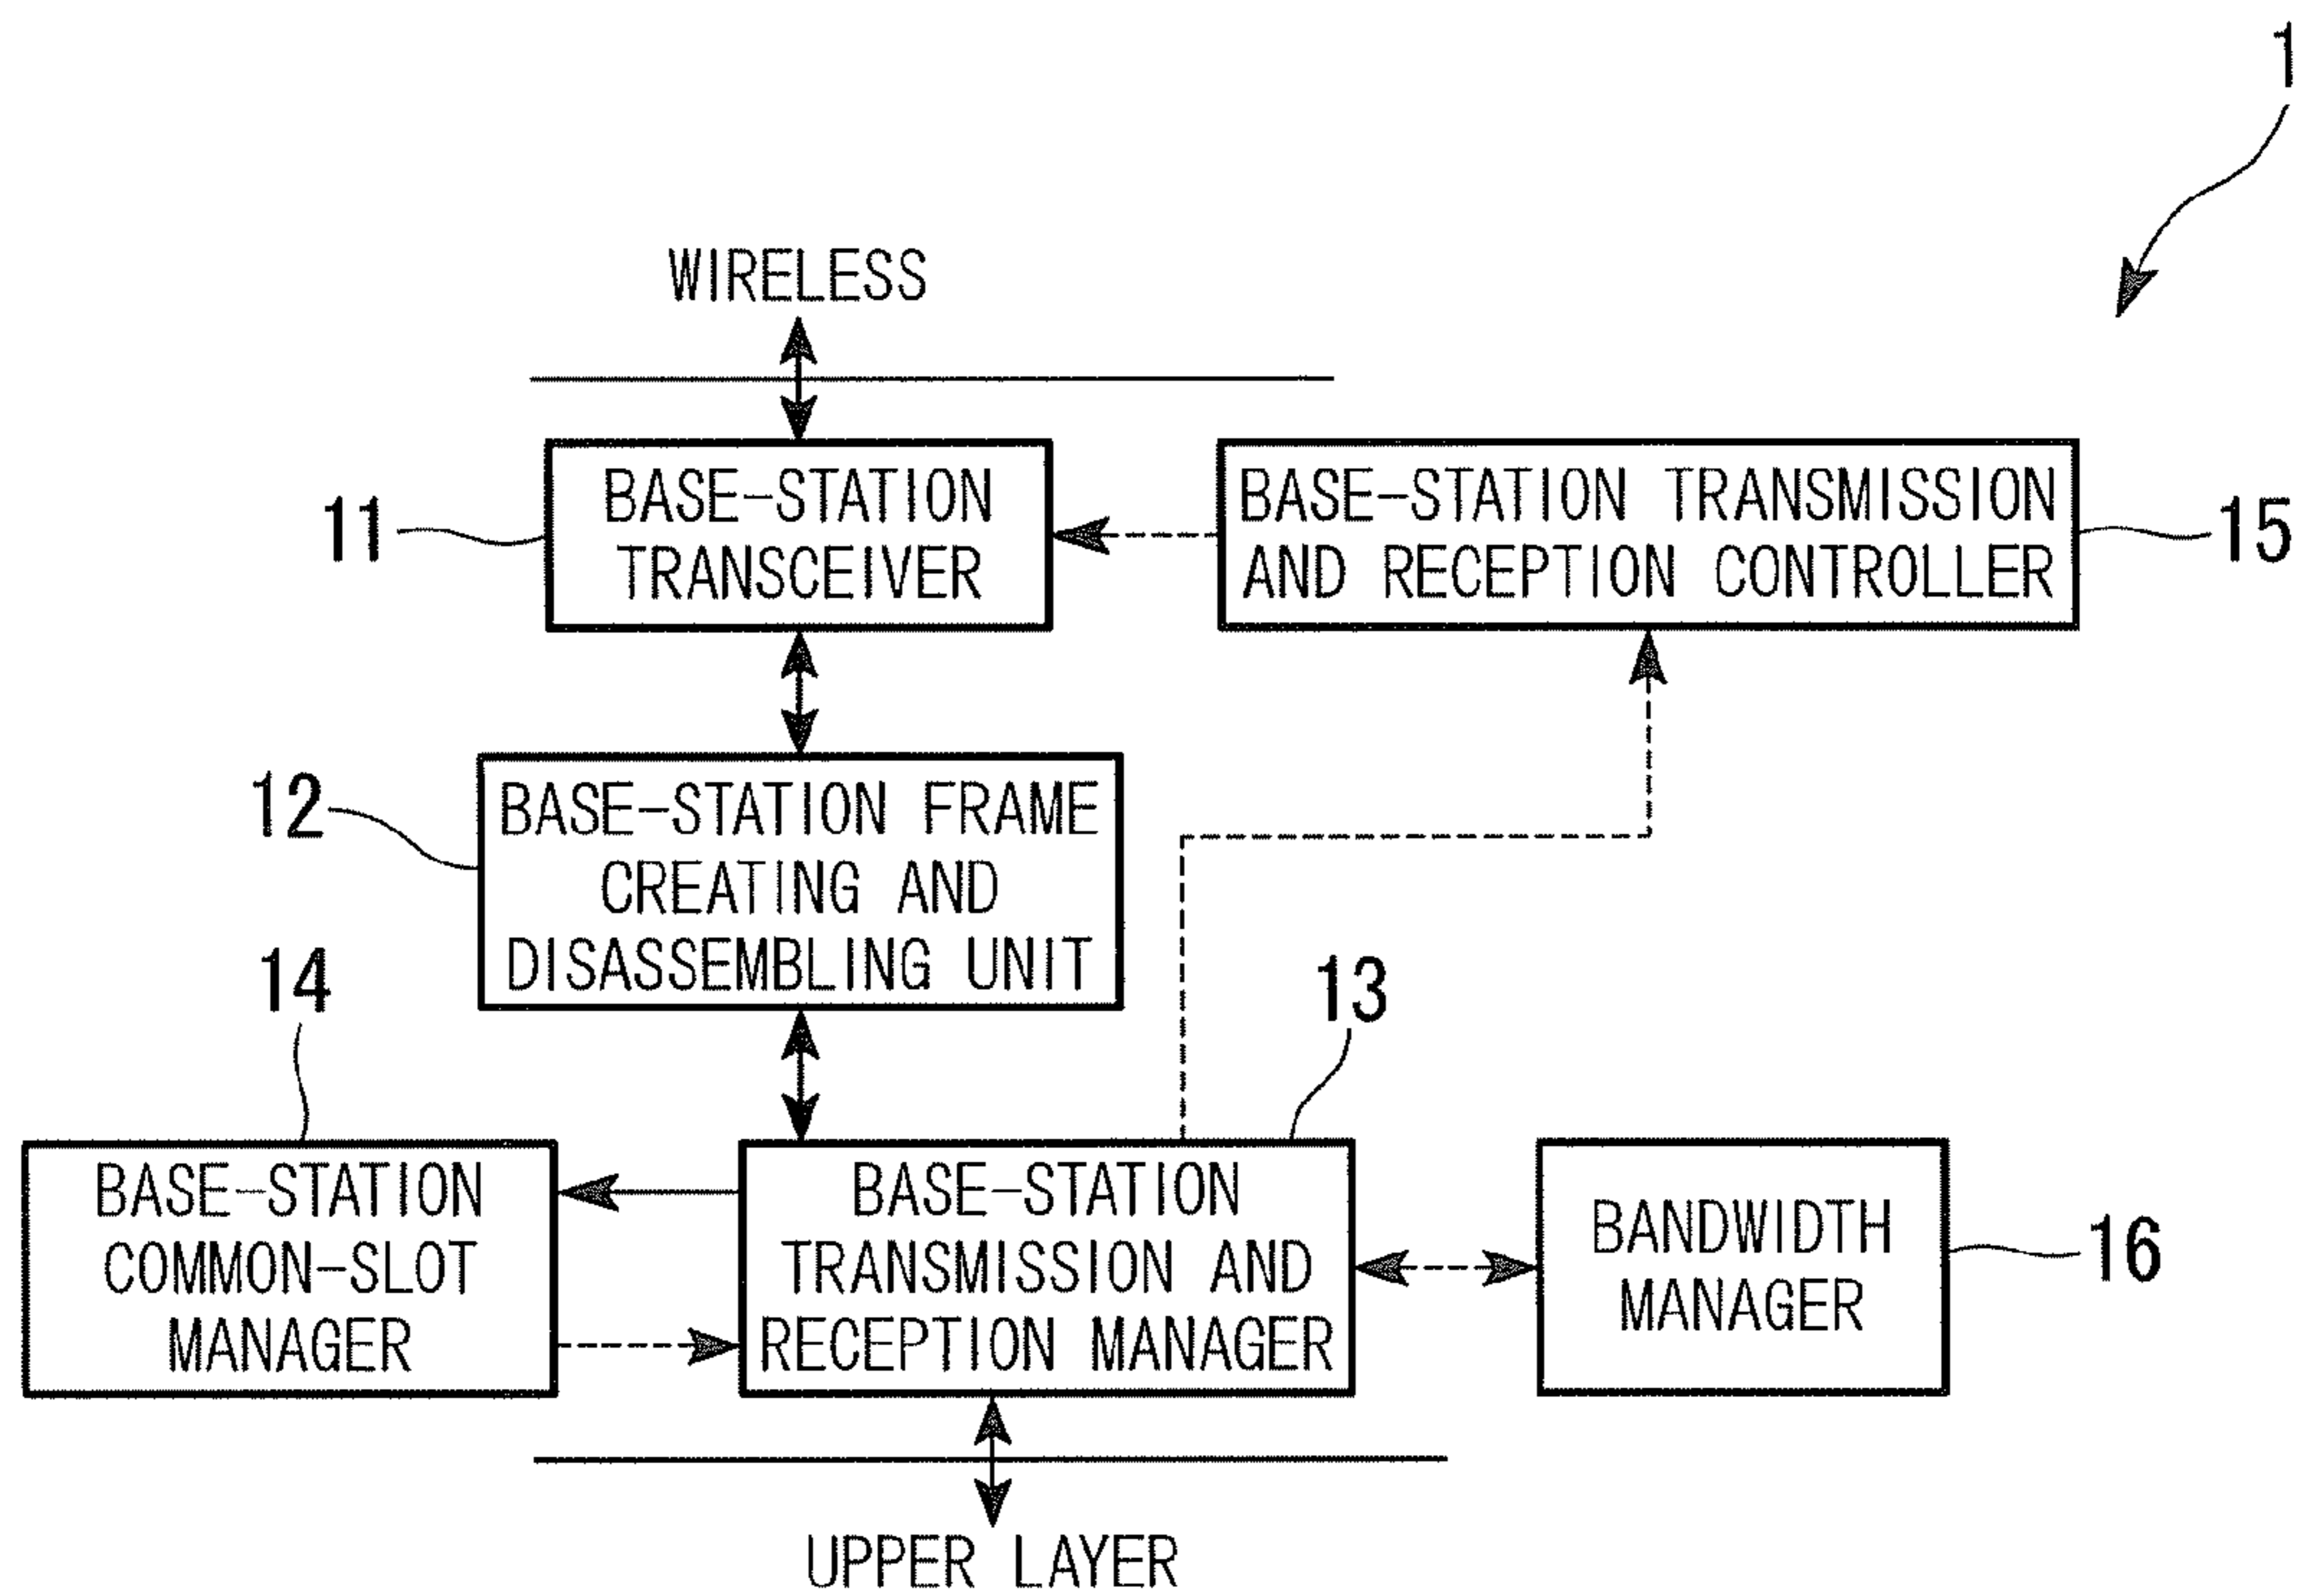 1
WIRELESS
11
BASE-STATION
TRANSCEIVER
BASE-STATION TRANSMISSION
AND RECEPTION CONTROLLER
15
12
BASE-STATION FRAME
CREATING AND
DISASSEMBLING UNIT
14
13
BASE-STATION
COMMON-SLOT
MANAGER
BASE-STATION
TRANSMISSION AND
RECEPTION MANAGER
BANDWIDTH
MANAGER
16
UPPER LAYER